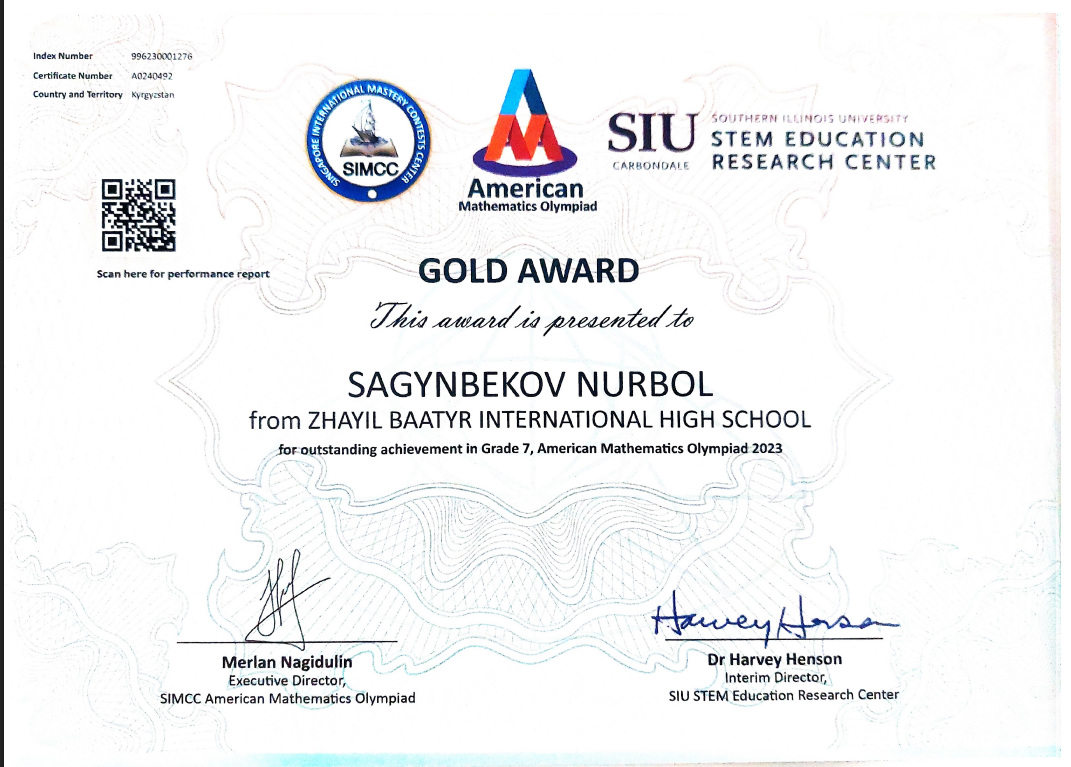 Index Number 996230001276
Certificate Number A0240492
Country and Territory Kyrgyzstan
SINGAPORE INTERNATIONAL MASTERY CONTESTS CENTER
SIMCC
American
Mathematics Olympiad
SIU
CARBONDALE
SOUTHERN ILLINOIS UNIVERSITY
STEM EDUCATION
RESEARCH CENTER
Scan here for performance report
GOLD AWARD
This award is presented to
SAGYNBEKOV NURBOL
from ZHAYIL BAATYR INTERNATIONAL HIGH SCHOOL
for outstanding achievement in Grade 7, American Mathematics Olympiad 2023
Harvey Henson
Merlan Nagidulin
Executive Director,
SIMCC American Mathematics Olympiad
Dr Harvey Henson
Interim Director,
SIU STEM Education Research Center